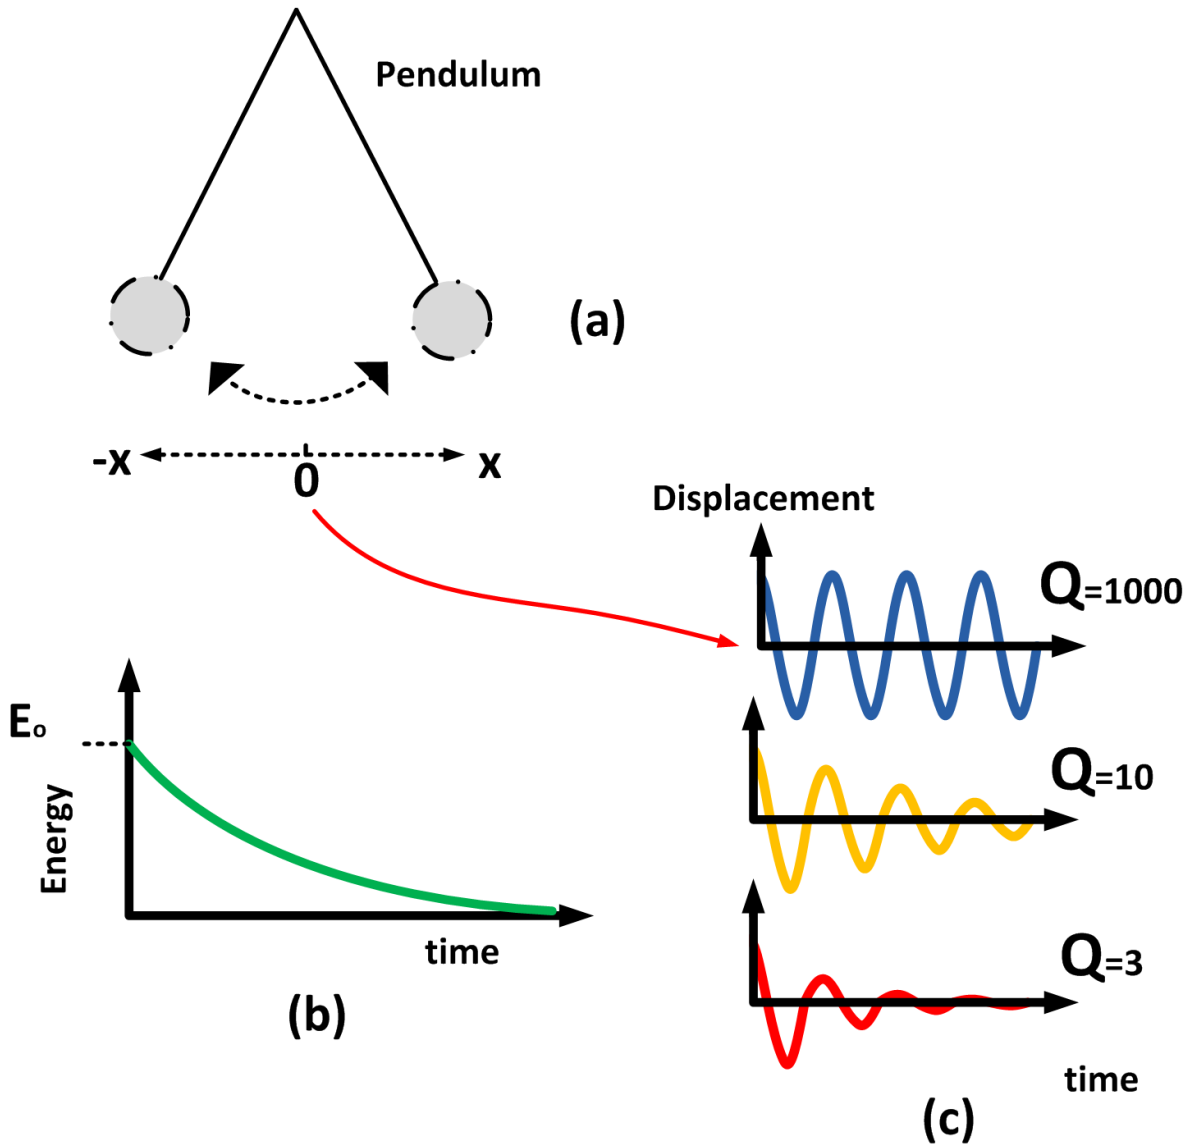 Pendulum
(a)
-x
0
x
Displacement
Q=1000
Eo
Energy
time
(b)
Q=10
Q=3
time
(c)